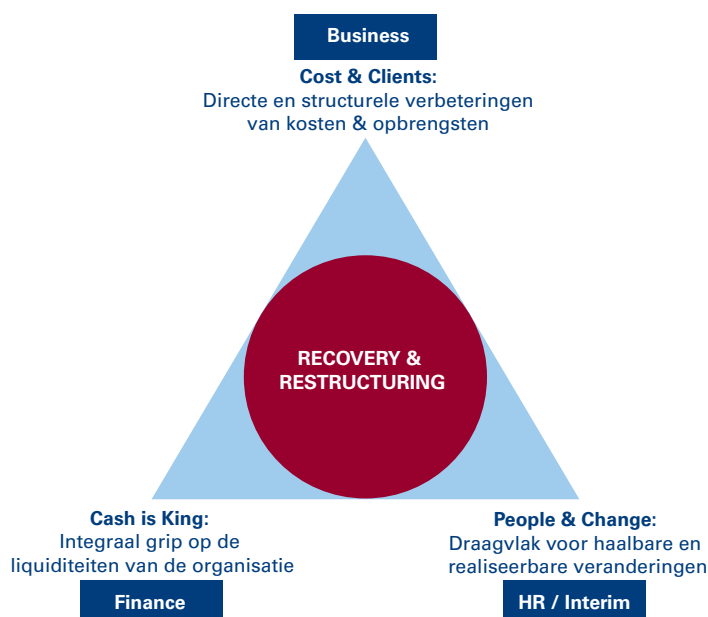 Business
Cost & Clients:
Directe en structurele verbeteringen
van kosten & opbrengsten
RECOVERY &
RESTRUCTURING
Cash is King:
Integraal grip op de
liquiditeiten van de organisatie
Finance
People & Change:
Draagvlak voor haalbare en
realiseerbare veranderingen
HR / Interim